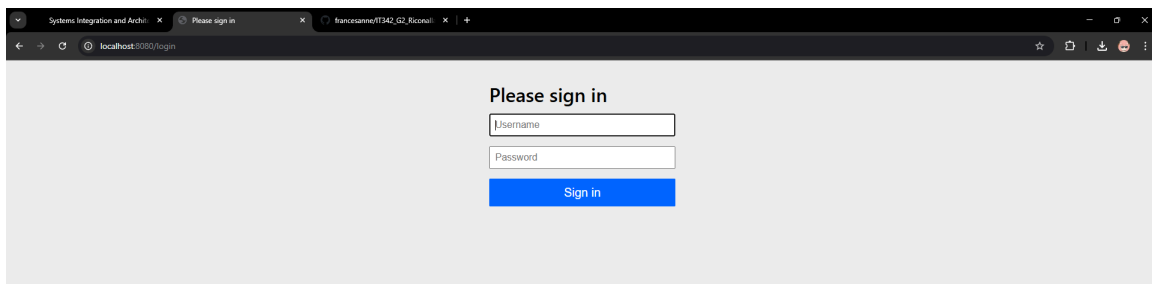 Systems Integration and Archit
Please sign in
francesanne/IT342_G2_Riconall
localhost:8080/login
Please sign in
Username
Password
Sign in